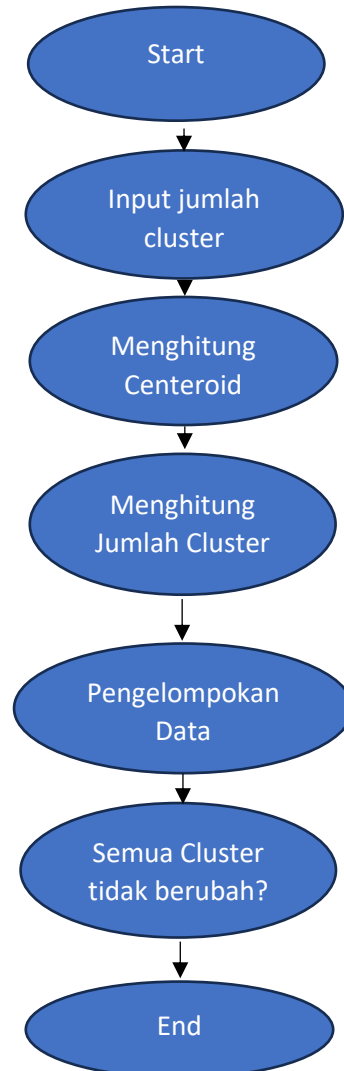 Start
Input jumlah
cluster
Menghitung
Centeroid
Menghitung
Jumlah Cluster
Pengelompokan
Data
Semua Cluster
tidak berubah?
End